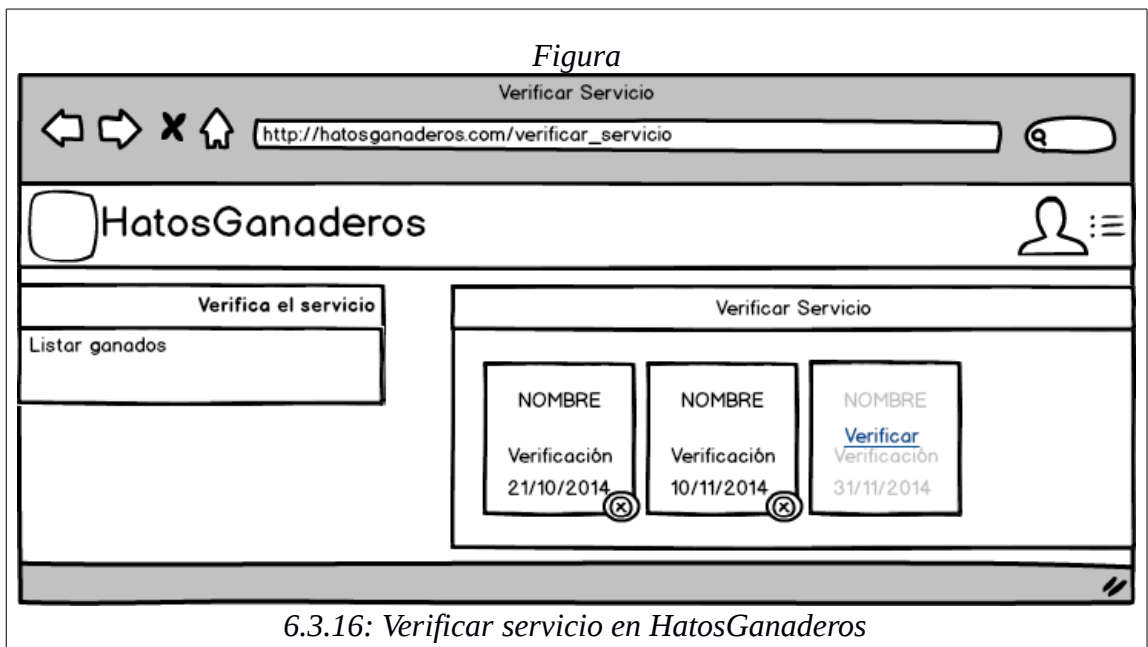 Figura
Verificar Servicio
http://hatosganaderos.com/verificar_servicio
HatosGanaderos
Verifica el servicio
Listar ganados
Verificar Servicio
NOMBRE
Verificación
21/10/2014
NOMBRE
Verificación
10/11/2014
NOMBRE
Verificar
Verificación
31/11/2014
6.3.16: Verificar servicio en HatosGanaderos